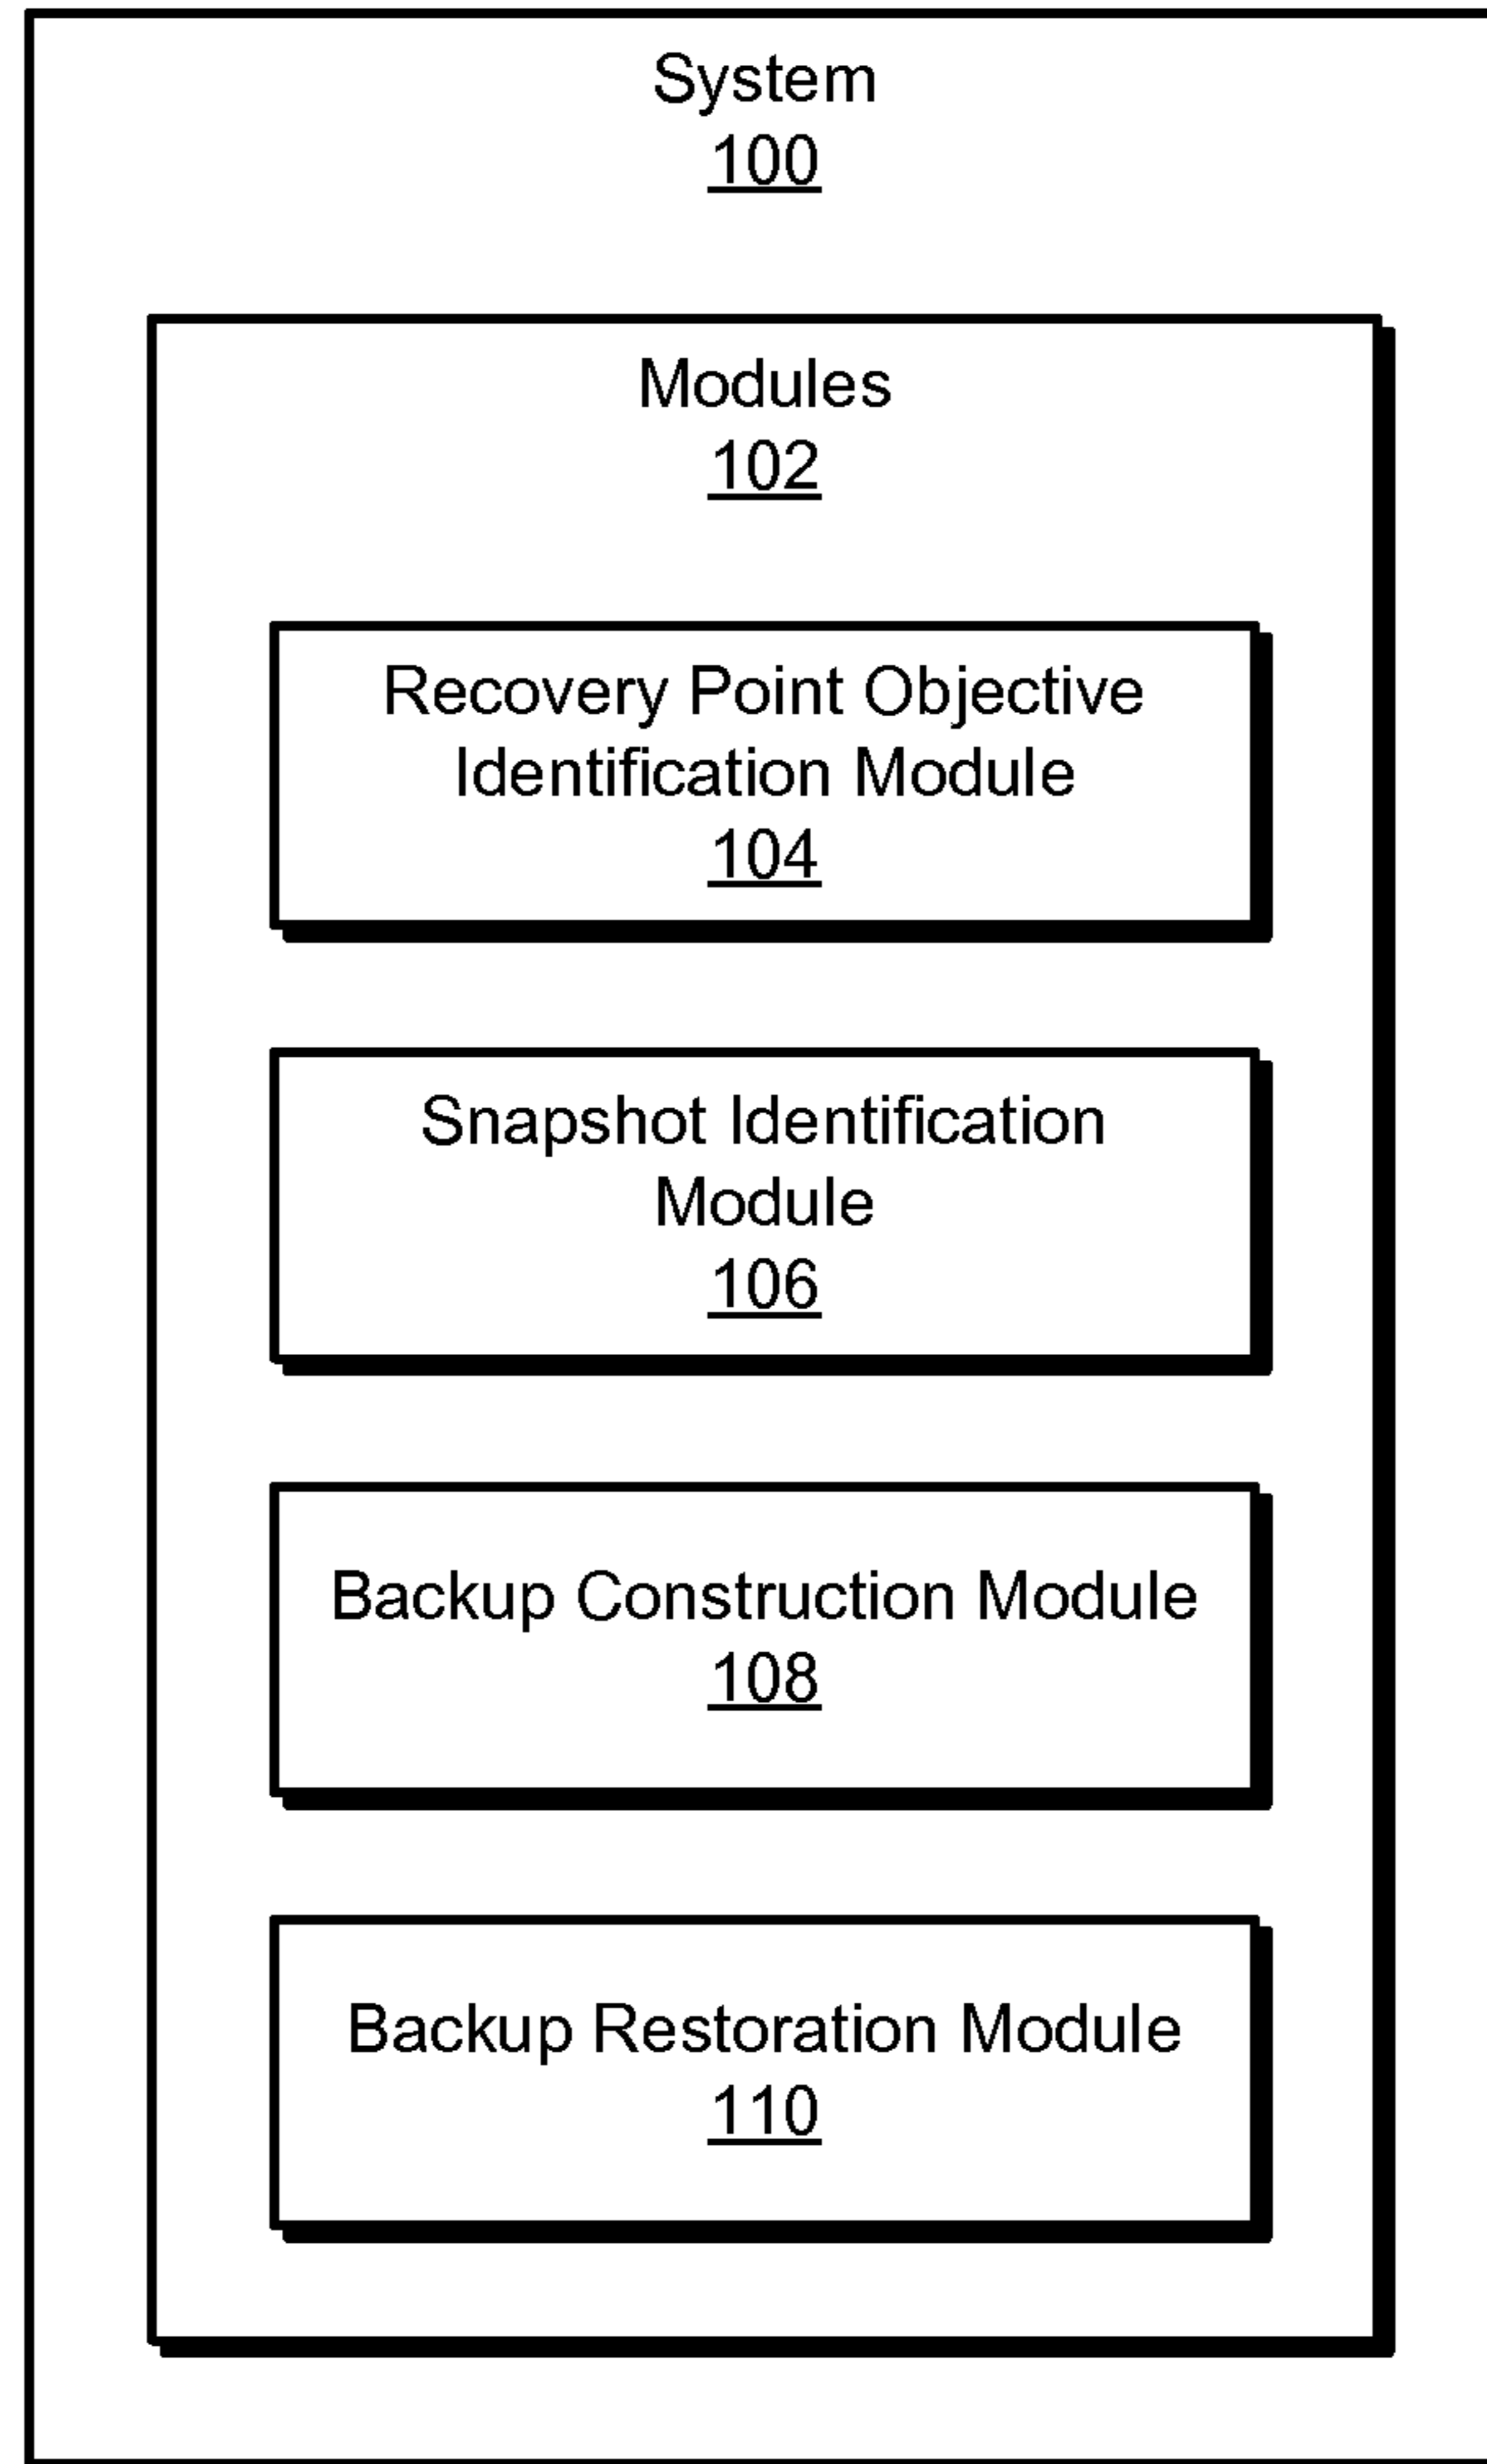 System
100
Modules
102
Recovery Point Objective
Identification Module
104
Snapshot Identification
Module
106
Backup Construction Module
108
Backup Restoration Module
110